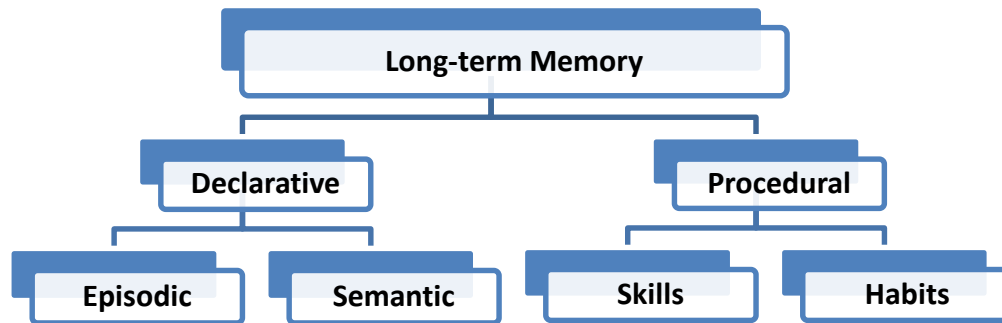 Long-term Memory
Declarative
Procedural
Episodic
Semantic
Skills
Habits